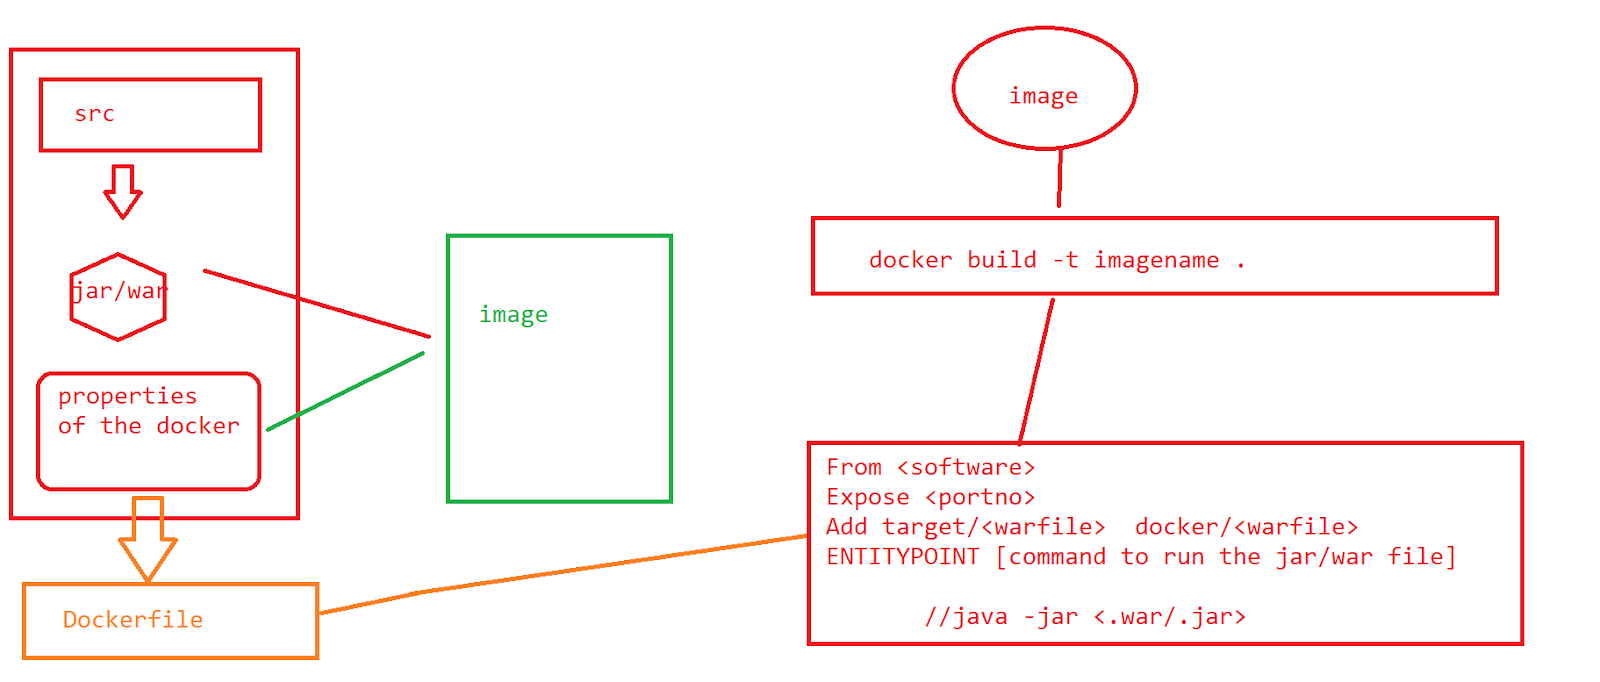 src
jar/war
properties
of the docker
Dockerfile
image
image
docker build -t imagename .
From <software>
Expose <portno>
Add target/<warfile>  docker/<warfile>
ENTITYPOINT [command to run the jar/war file]
//java -jar <.war/.jar>